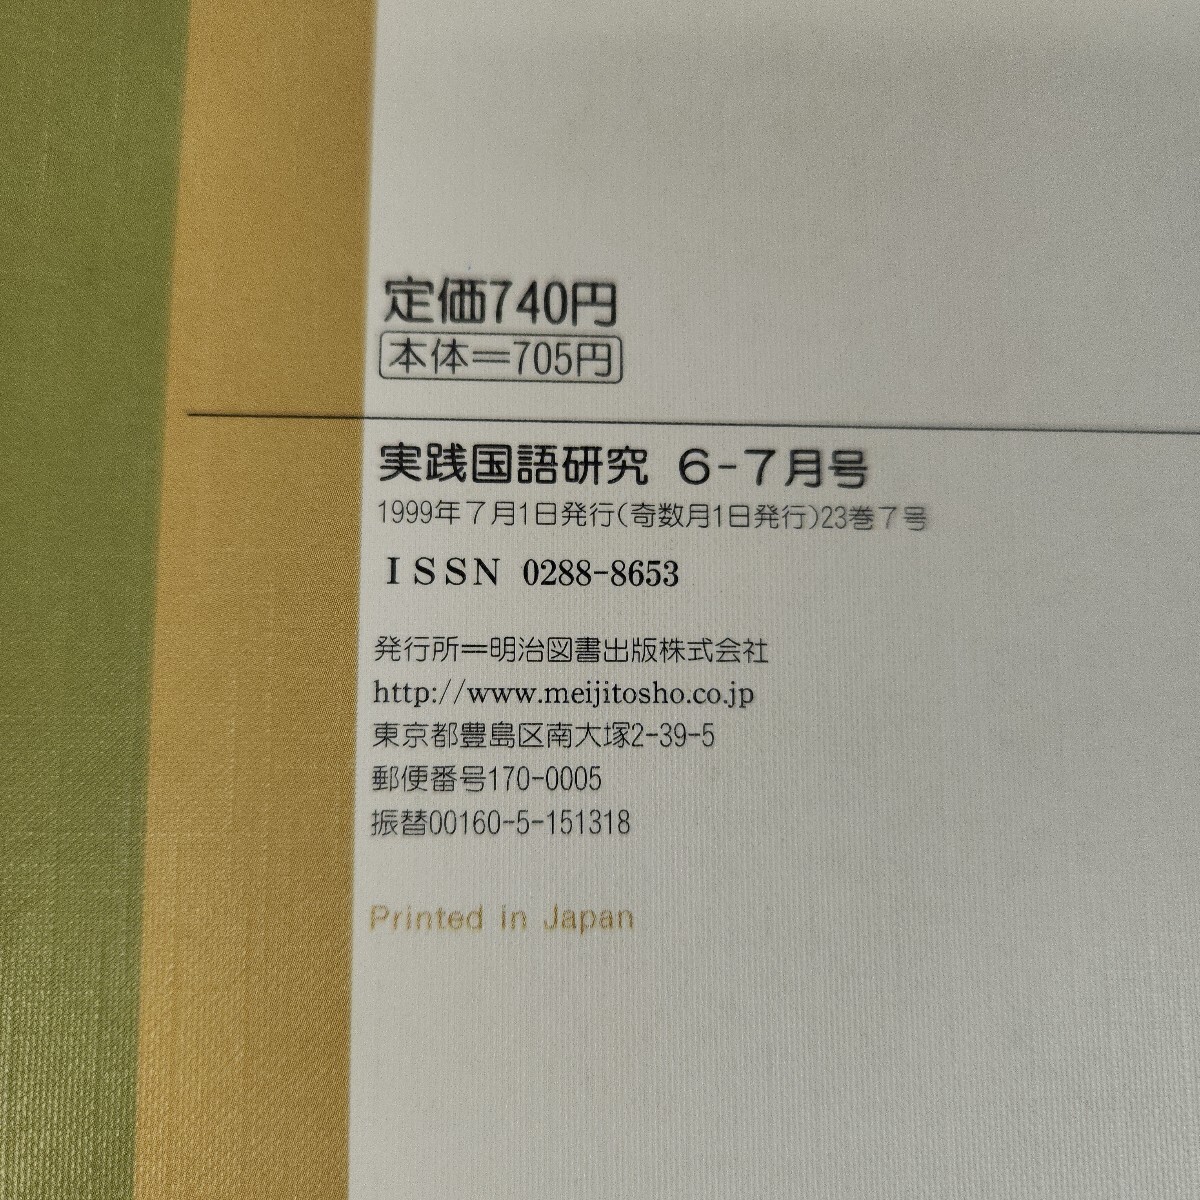 定価740円
本体＝705円
実践国語研究 6-7月号
1999年7月1日発行(奇数月1日発行)23巻7号
ISSN 0288-8653
発行所＝明治図書出版株式会社
http://www.meijitosho.co.jp
東京都豊島区南大塚2-39-5
郵便番号170-0005
振替00160-5-151318
Printed in Japan